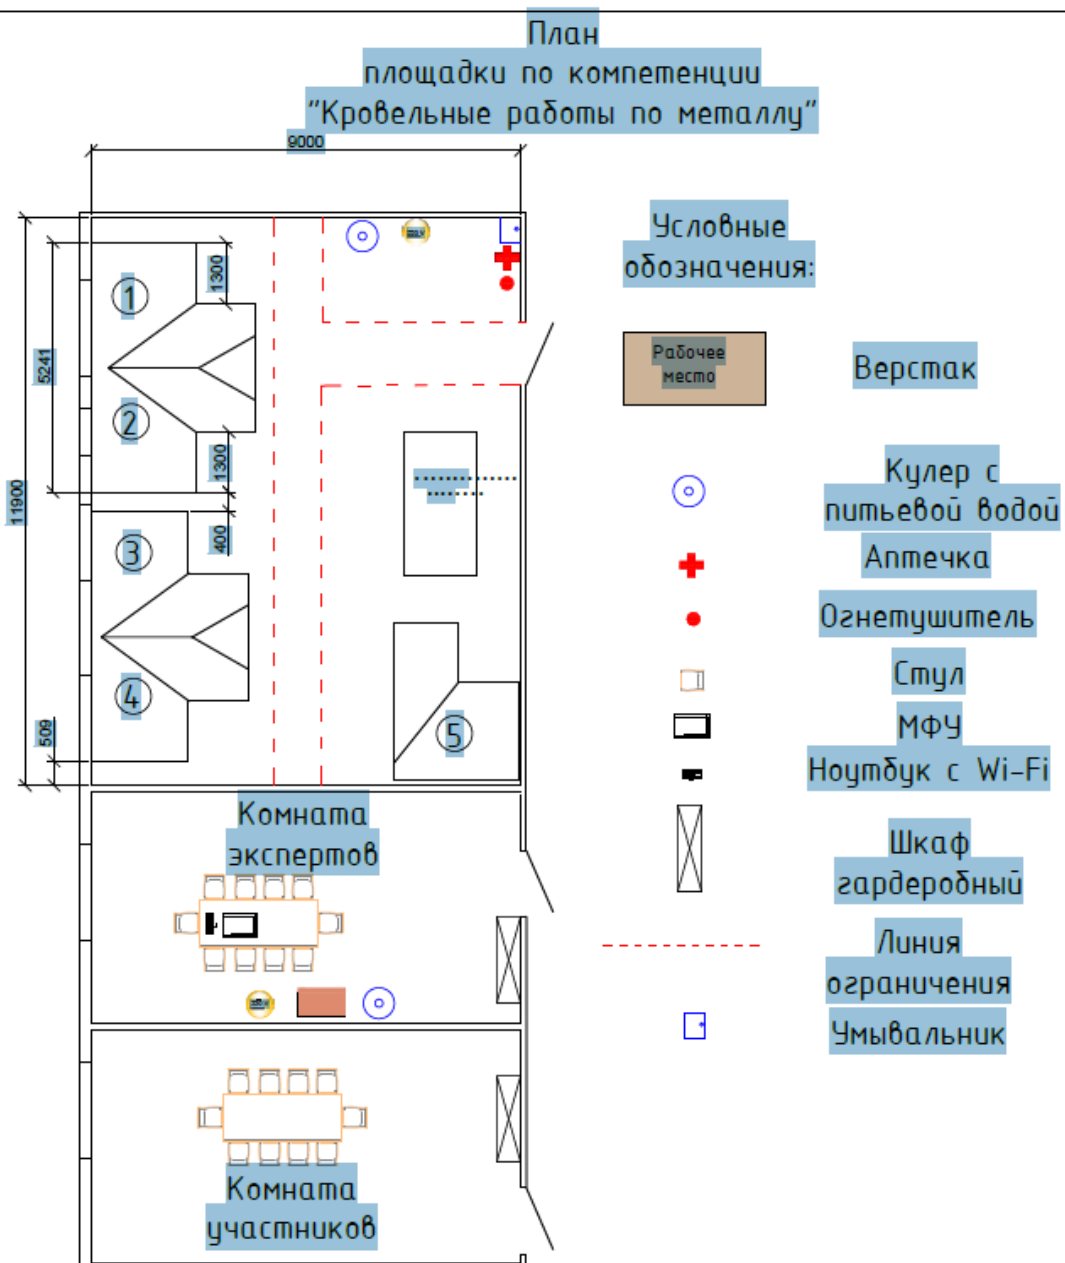 План
площадки по компетенции
"Кровельные работы по металлу"
9000
Условные
обозначения:
1
1300
5241
2
1300
11900
400
3
4
509
5
Рабочее
место
Верстак
Кулер с
питьевой водой
Аптечка
Огнетушитель
Стул
МФУ
Ноутбук с Wi-Fi
Шкаф
гардеробный
Линия
ограничения
Умывальник
Комната
экспертов
Комната
участников